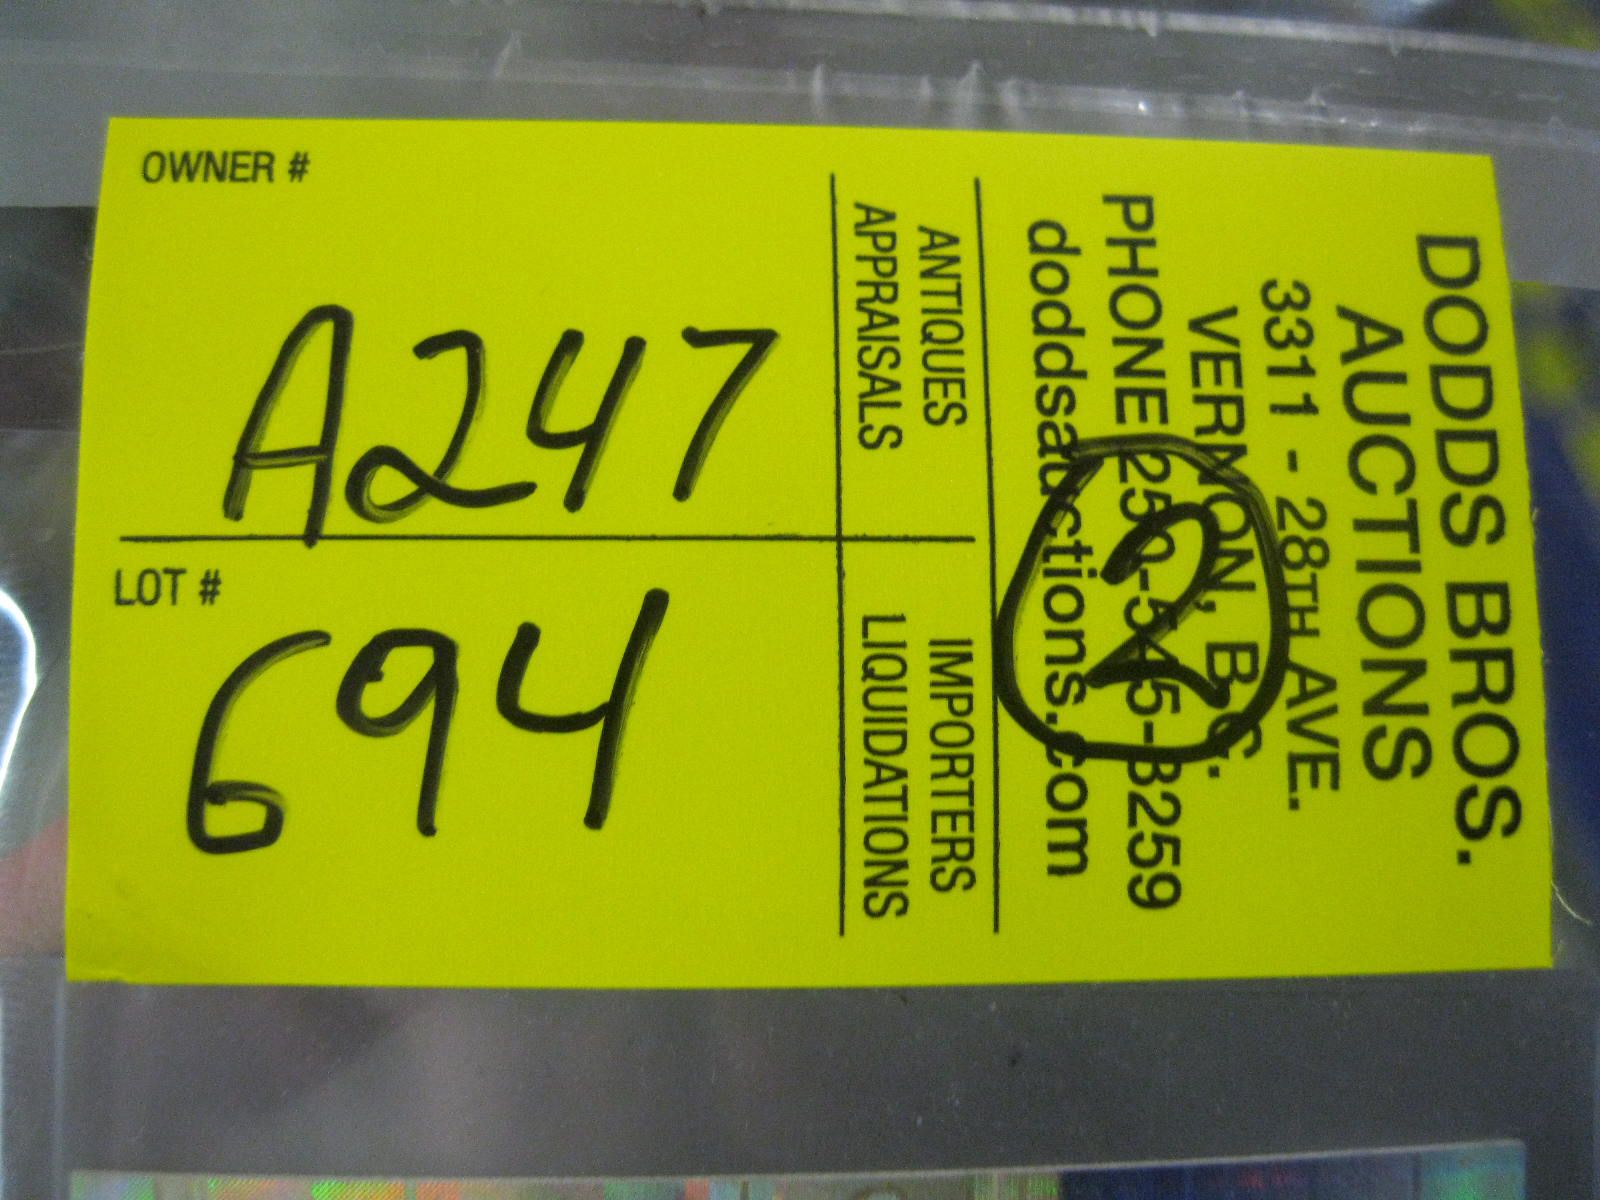 OWNER #
A247
LOT #
694
ANTIQUES
APPRAISALS
IMPORTERS
LIQUIDATIONS
DODDS BROS.
AUCTIONS
3311 - 28TH AVE.
VERNON, B.C.
PHONE 250-545-3259
doddsauctions.com
2